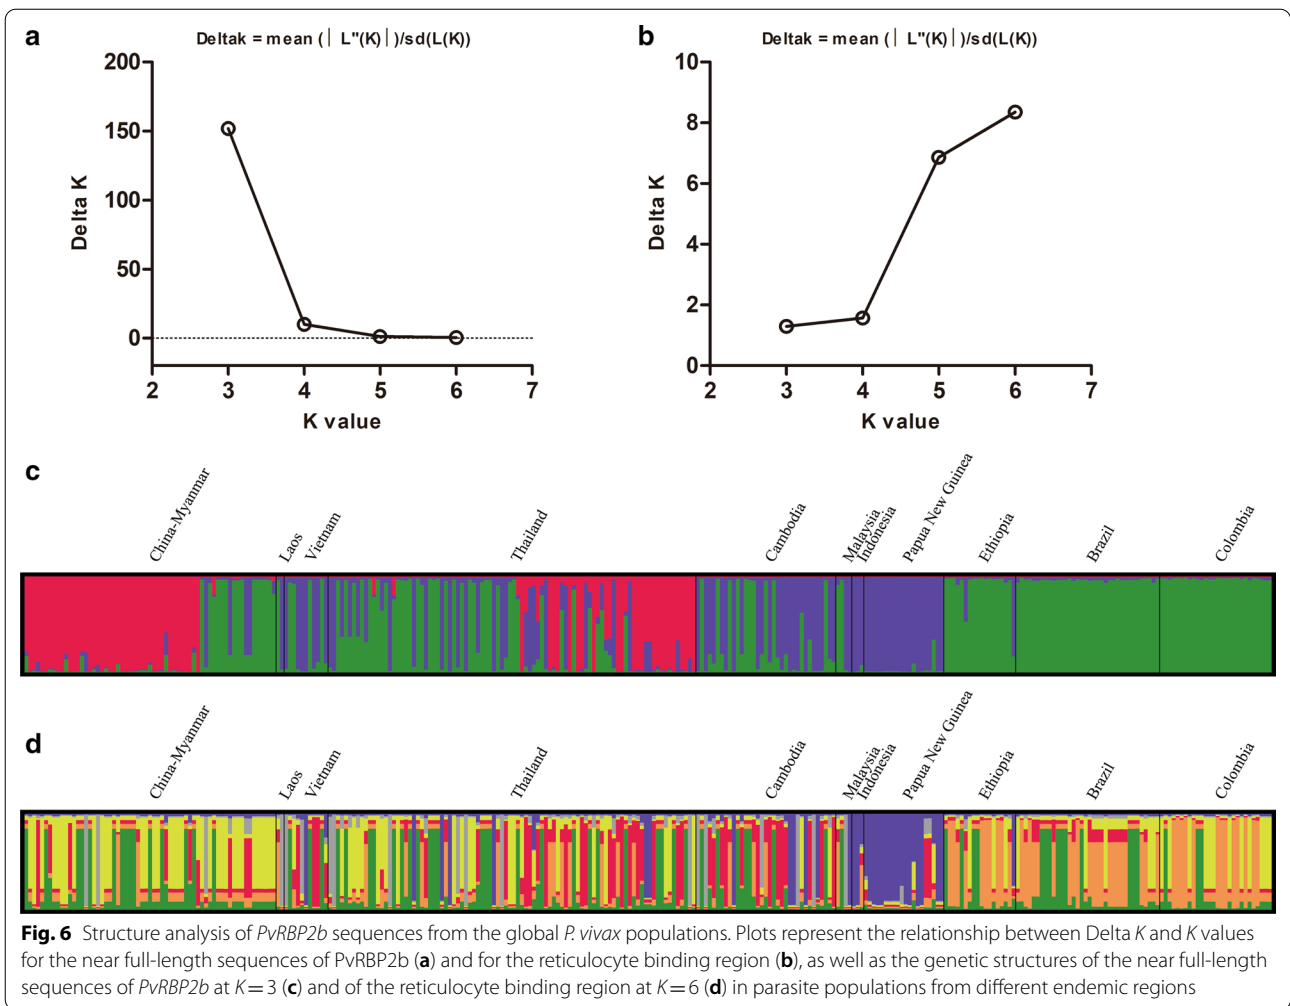 a
Deltak = mean (| L"(K)|)/sd(L(K))
200
150
100
50
0
Delta K
2 3 4 5 6 7
K value
b
Deltak = mean (| L"(K)|)/sd(L(K))
10
8
6
4
2
0
Delta K
2 3 4 5 6 7
K value
c
China-Myanmar
Laos
Vietnam
Thailand
Cambodia
Malaysia
Indonesia
Papua New Guinea
Ethiopia
Brazil
Colombia
d
China-Myanmar
Laos
Vietnam
Thailand
Cambodia
Malaysia
Indonesia
Papua New Guinea
Ethiopia
Brazil
Colombia
Fig. 6 Structure analysis of PvRBP2b sequences from the global P. vivax populations. Plots represent the relationship between Delta K and K values
for the near full-length sequences of PvRBP2b (a) and for the reticulocyte binding region (b), as well as the genetic structures of the near full-length
sequences of PvRBP2b at K = 3 (c) and of the reticulocyte binding region at K = 6 (d) in parasite populations from different endemic regions